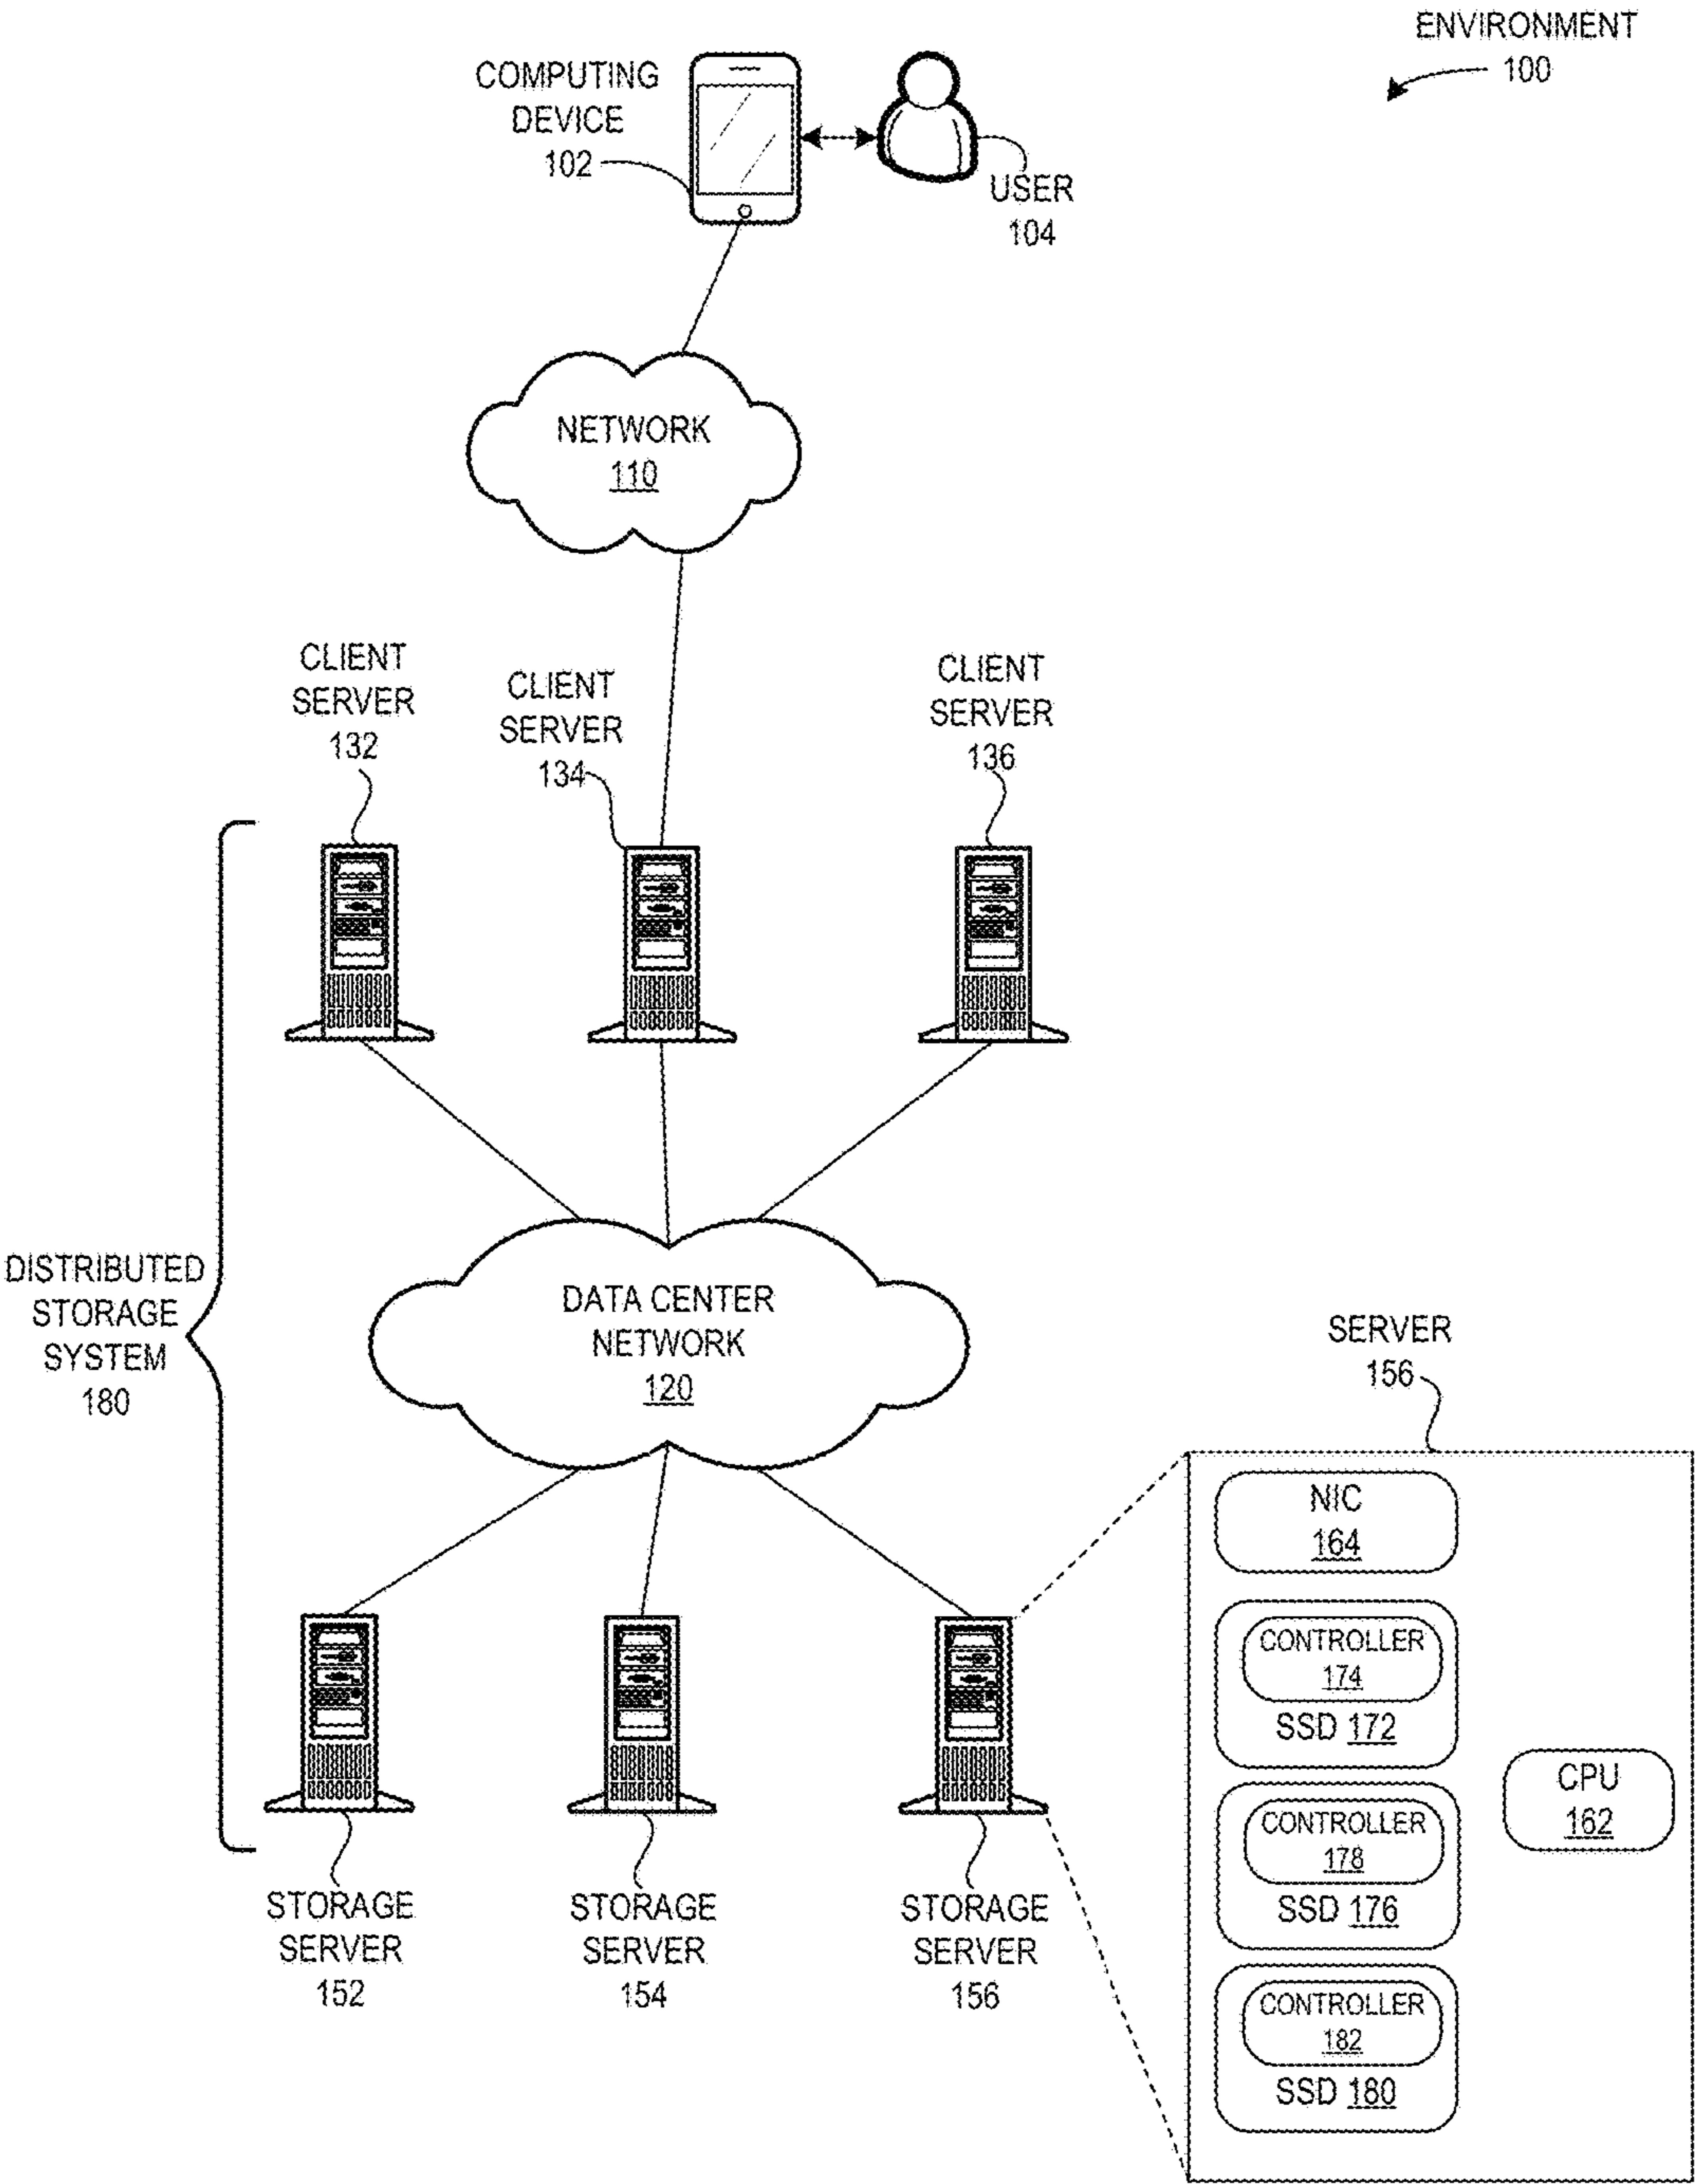 ENVIRONMENT
100
COMPUTING
DEVICE
102
USER
104
NETWORK
110
CLIENT
SERVER
132
CLIENT
SERVER
134
CLIENT
SERVER
136
DISTRIBUTED
STORAGE
SYSTEM
180
DATA CENTER
NETWORK
120
SERVER
156
NIC
164
CONTROLLER
174
SSD 172
CPU
162
CONTROLLER
178
SSD 176
CONTROLLER
182
SSD 180
STORAGE
SERVER
152
STORAGE
SERVER
154
STORAGE
SERVER
156